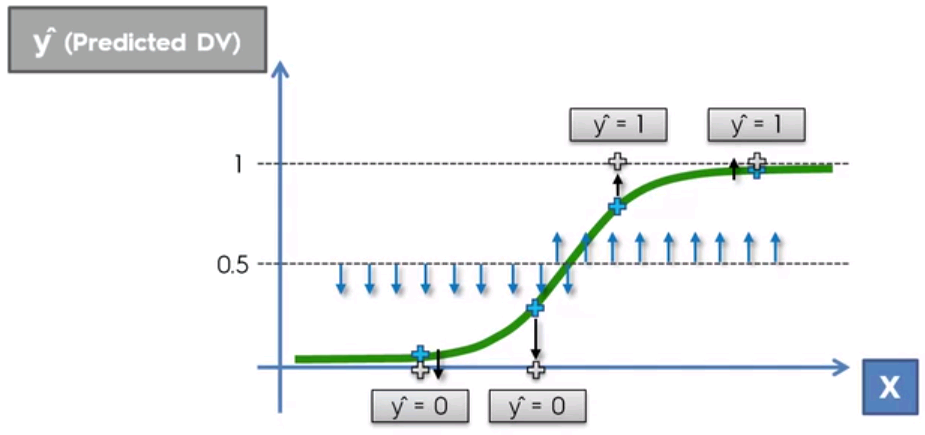 ŷ (Predicted DV)
ŷ = 1
ŷ = 1
1
0.5
X
ŷ = 0
ŷ = 0